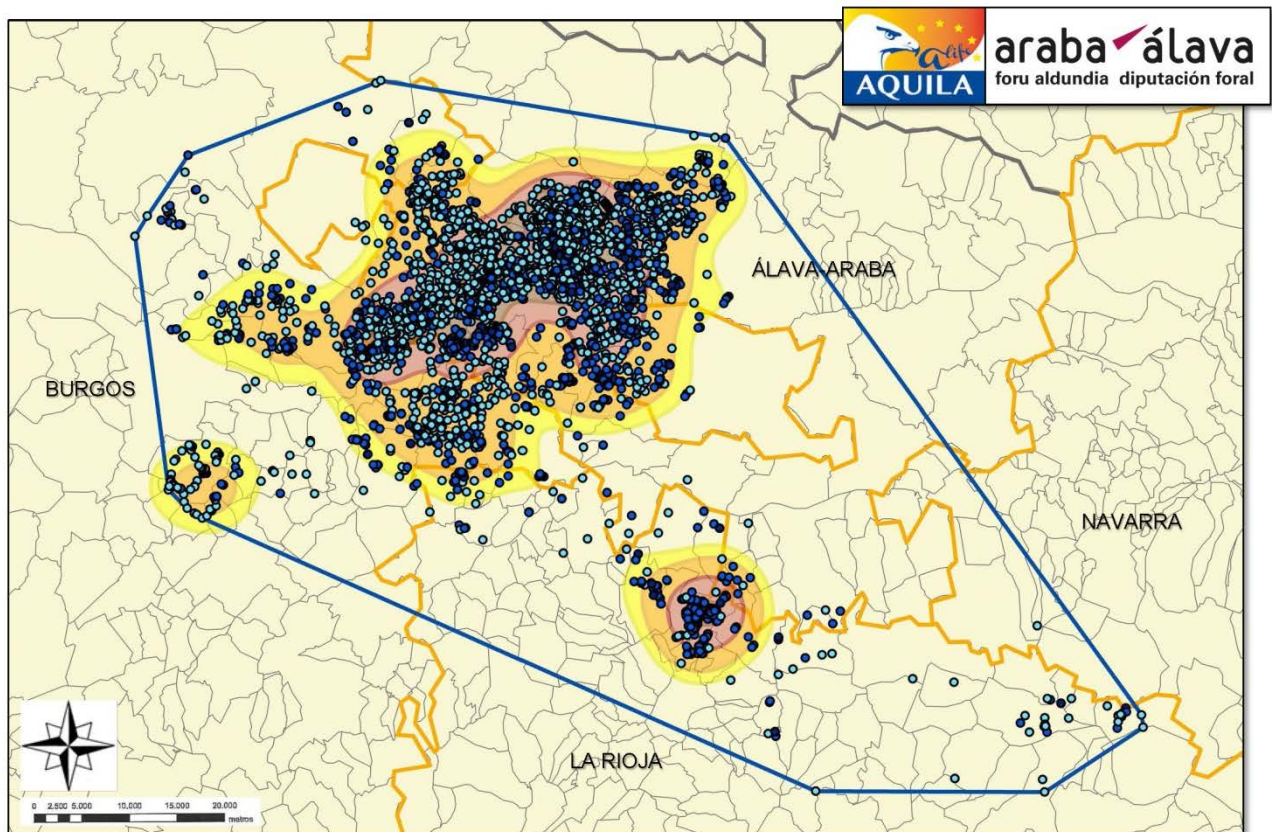 a life
AQUILA
araba álava
foru aldundia diputación foral
ÁLAVA-ARABA
BURGOS
NAVARRA
LA RIOJA
0 2,500 5.000 10,000 15.000 20.000
metros